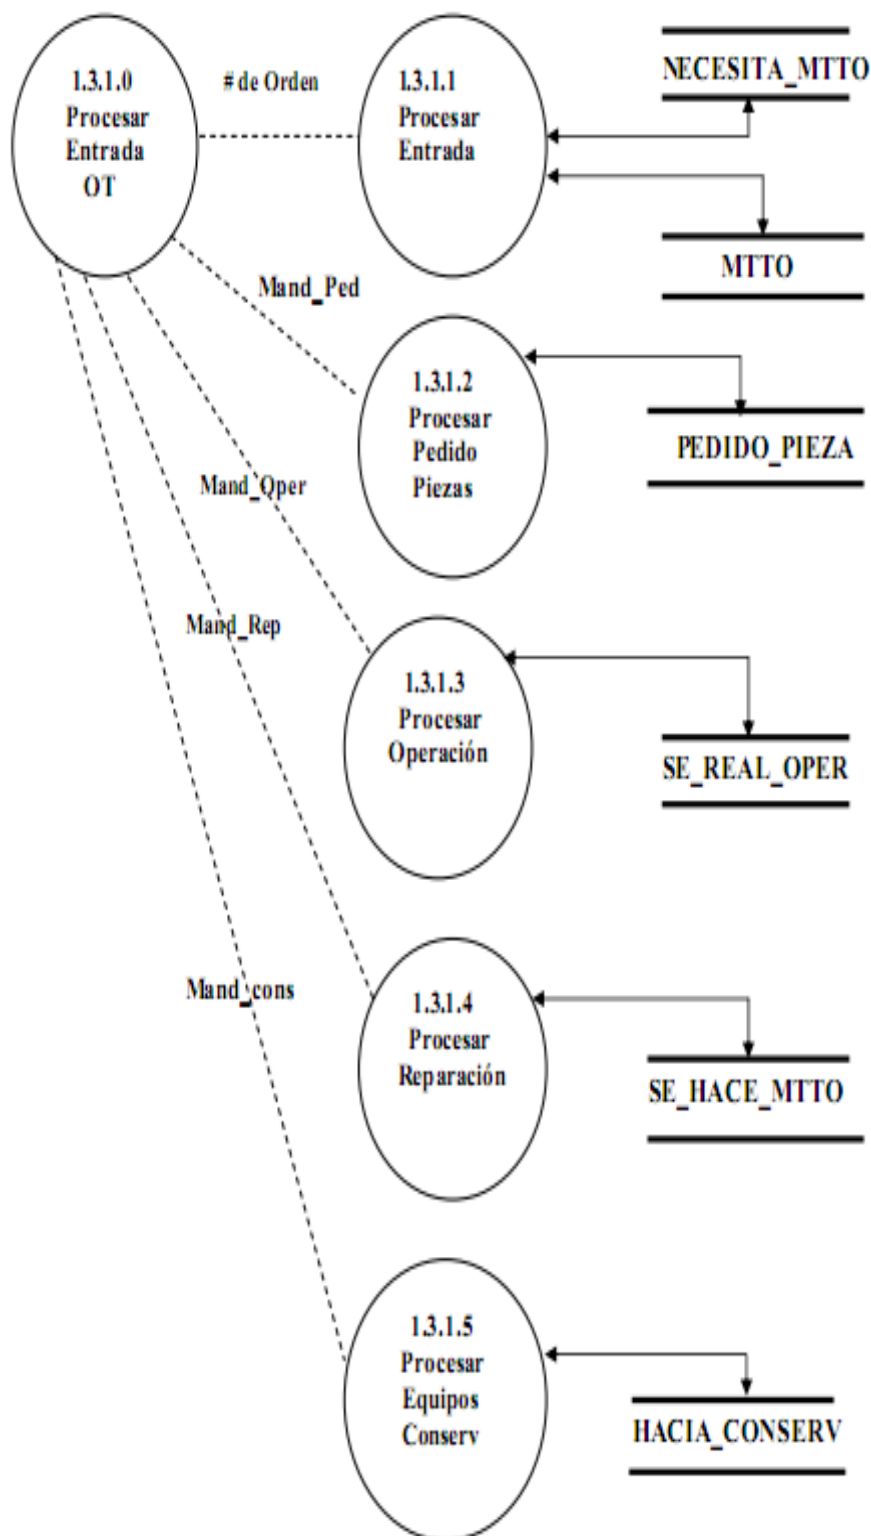 1.3.1.0
Procesar
Entrada
OT
# de Orden
1.3.1.1
Procesar
Entrada
NECESITA_MTTO
MTTO
Mand_Ped
1.3.1.2
Procesar
Pedido
Piezas
PEDIDO_PIEZA
Mand_Oper
1.3.1.3
Procesar
Operación
SE_REAL_OPER
Mand_Rep
1.3.1.4
Procesar
Reparación
SE_HACE_MTTO
Mand_cons
1.3.1.5
Procesar
Equipos
Conserv
HACIA_CONSERV